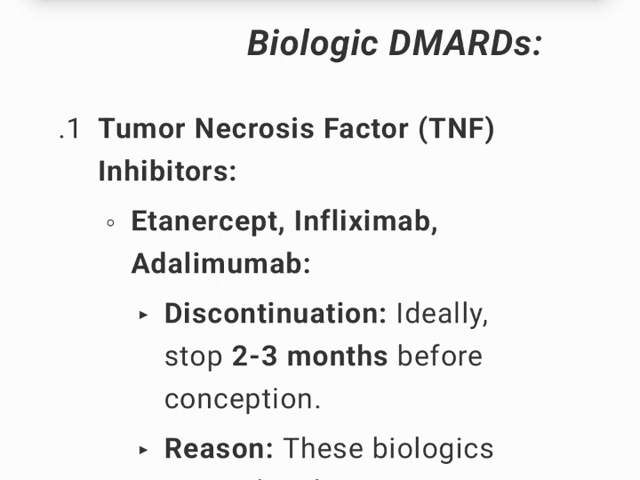 Biologic DMARDs:
.1 Tumor Necrosis Factor (TNF)
Inhibitors:
◦ Etanercept, Infliximab,
Adalimumab:
▸ Discontinuation: Ideally,
stop 2-3 months before
conception.
▸ Reason: These biologics